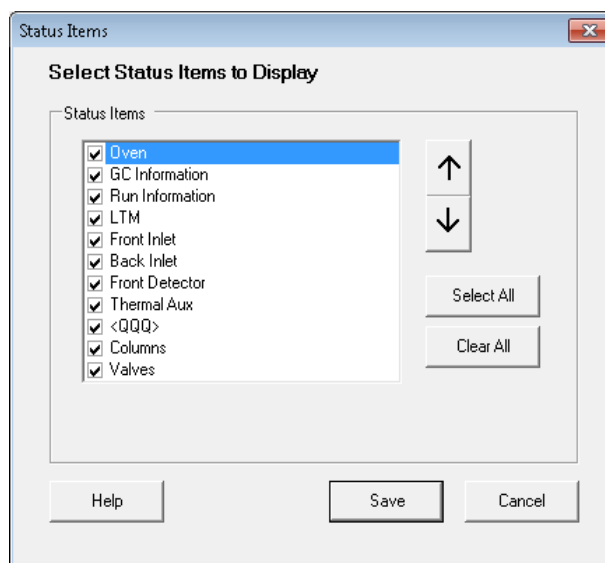 Status Items
Select Status Items to Display
Status Items
Oven
GC Information
Run Information
LTM
Front Inlet
Back Inlet
Front Detector
Thermal Aux
<QQQ>
Columns
Valves
Select All
Clear All
Help
Save
Cancel